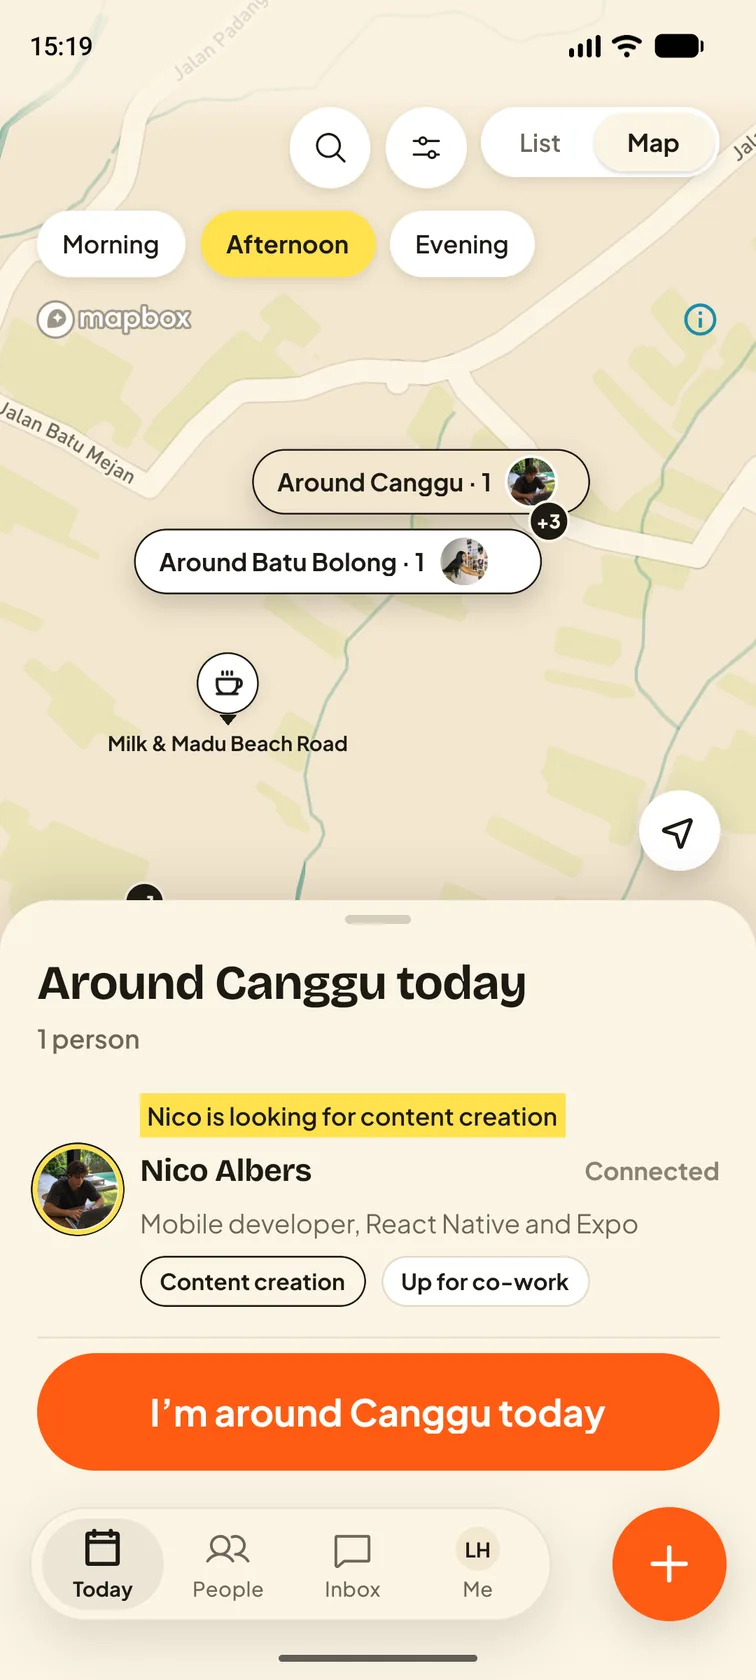 15:19
Jalan Padang
List
Map
Morning
Afternoon
Evening
mapbox
Jalan Batu Mejan
Around Canggu · 1
+3
Around Batu Bolong · 1
Milk & Madu Beach Road
Around Canggu today
1 person
Nico is looking for content creation
Nico Albers
Connected
Mobile developer, React Native and Expo
Content creation
Up for co-work
I’m around Canggu today
Today
People
Inbox
LH
Me